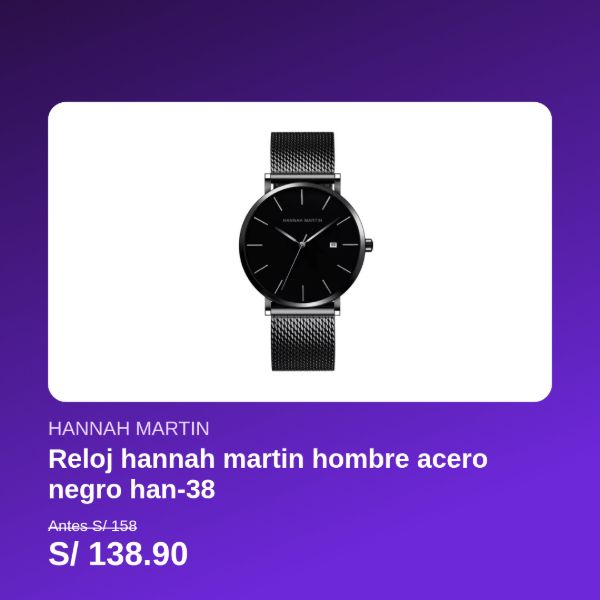 HANNAH MARTIN
HANNAH MARTIN
Reloj hannah martin hombre acero
negro han-38
Antes S/ 158
S/ 138.90